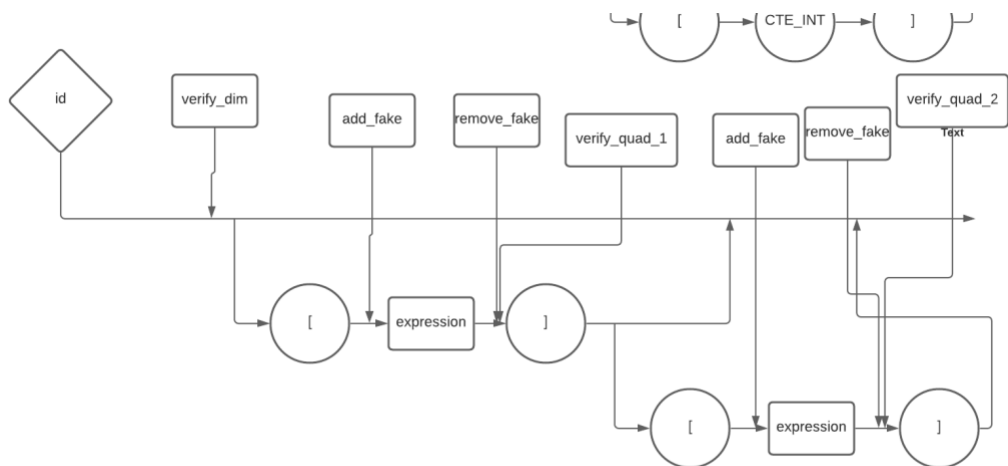 [
CTE_INT
]
id
verify_dim
add_fake
remove_fake
verify_quad_1
add_fake
remove_fake
verify_quad_2
Text
[
expression
]
[
expression
]